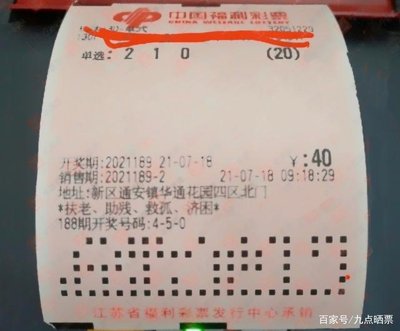 中国福利彩票
CHINA WELFARE LOTTERY
单选: 2 1 0 (20)
开奖期:2021189 21-07-18 ¥:40
销售期:2021189-2 21-07-18 09:18:29
地址:新区通安镇华通花园四区北门
*扶老、助残、救孤、济困*
188期开奖号码:4-5-0
江苏省福利彩票发行中心承销
百家号/九点晒票